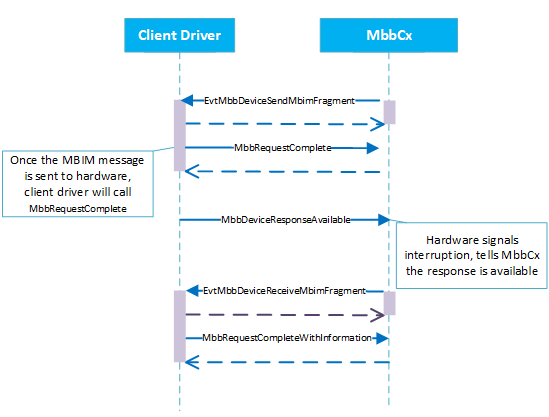 Client Driver
MbbCx
EvtMbbDeviceSendMbimFragment
MbbRequestComplete
Once the MBIM message
is sent to hardware,
client driver will call
MbbRequestComplete
MbbDeviceResponseAvailable
Hardware signals
interruption, tells MbbCx
the response is available
EvtMbbDeviceReceiveMbimFragment
MbbRequestCompleteWithInformation